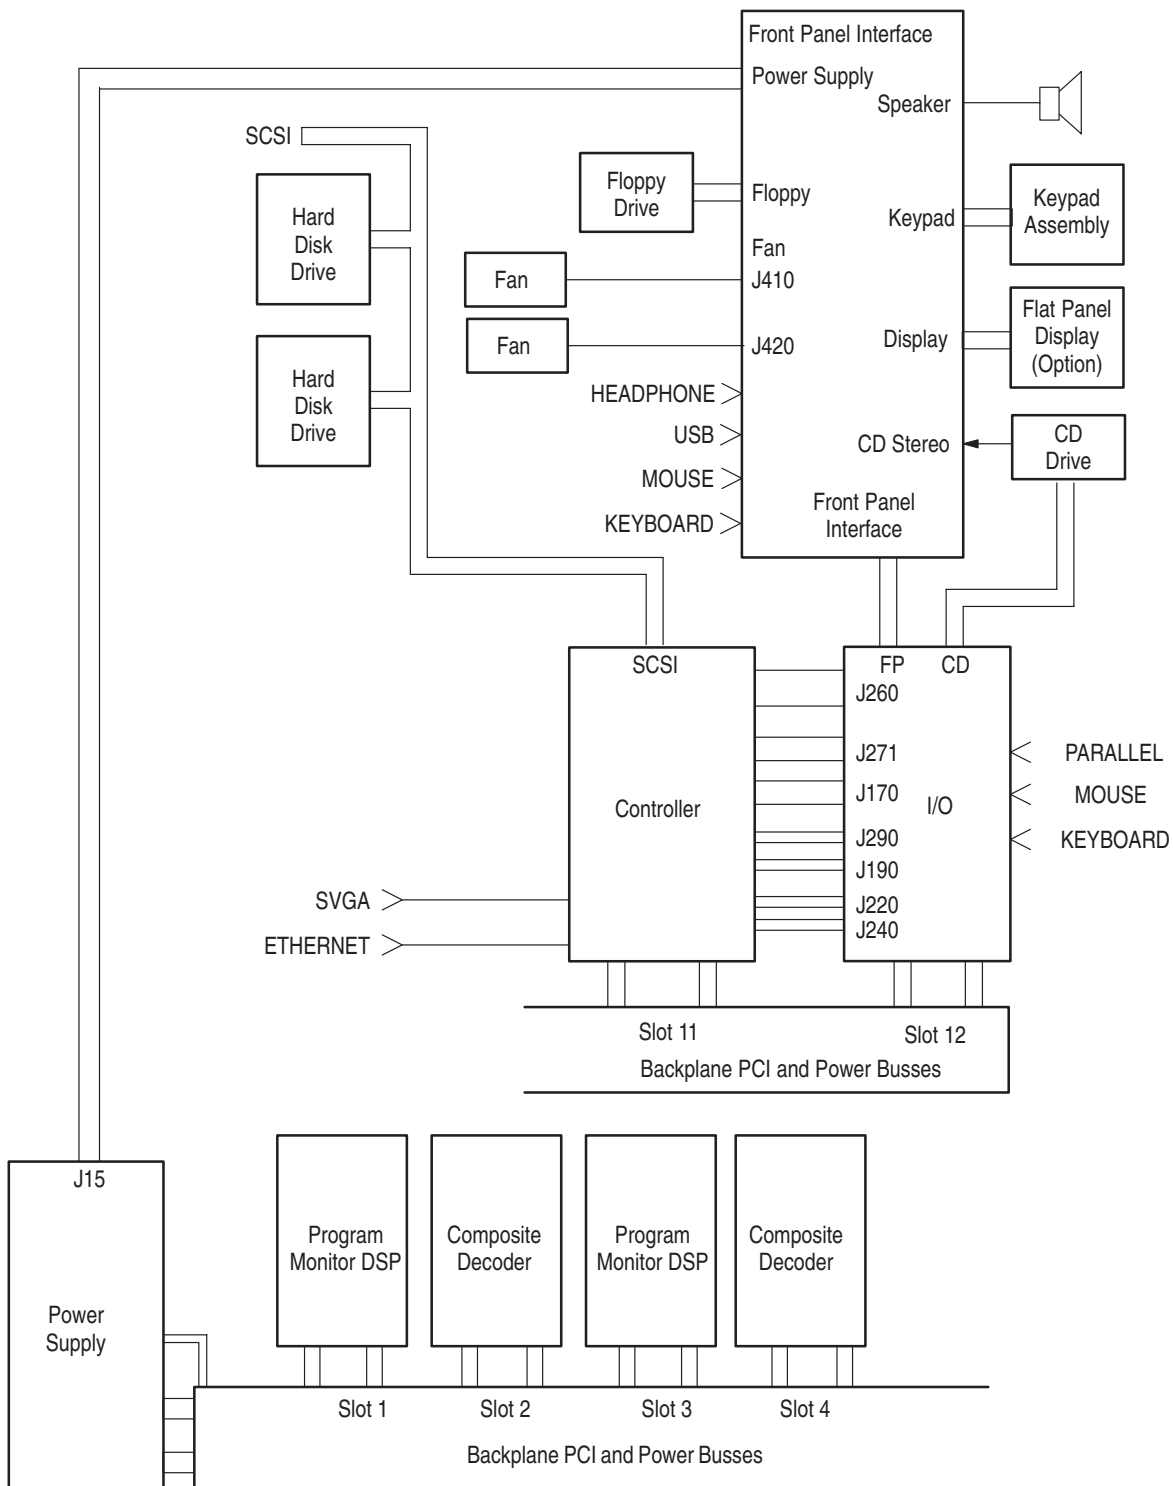 Front Panel Interface
Power Supply
Speaker
SCSI
Floppy
Drive
Floppy
Keypad
Keypad
Assembly
Hard
Disk
Drive
Fan
Fan
J410
Fan
J420
Display
Flat Panel
Display
(Option)
Hard
Disk
Drive
HEADPHONE
USB
MOUSE
KEYBOARD
CD Stereo
CD
Drive
Front Panel
Interface
SCSI
FP
CD
J260
J271
J170
J290
J190
J220
J240
Controller
I/O
PARALLEL
MOUSE
KEYBOARD
SVGA
ETHERNET
Slot 11
Slot 12
Backplane PCI and Power Busses
J15
Program
Monitor DSP
Composite
Decoder
Program
Monitor DSP
Composite
Decoder
Power
Supply
Slot 1
Slot 2
Slot 3
Slot 4
Backplane PCI and Power Busses